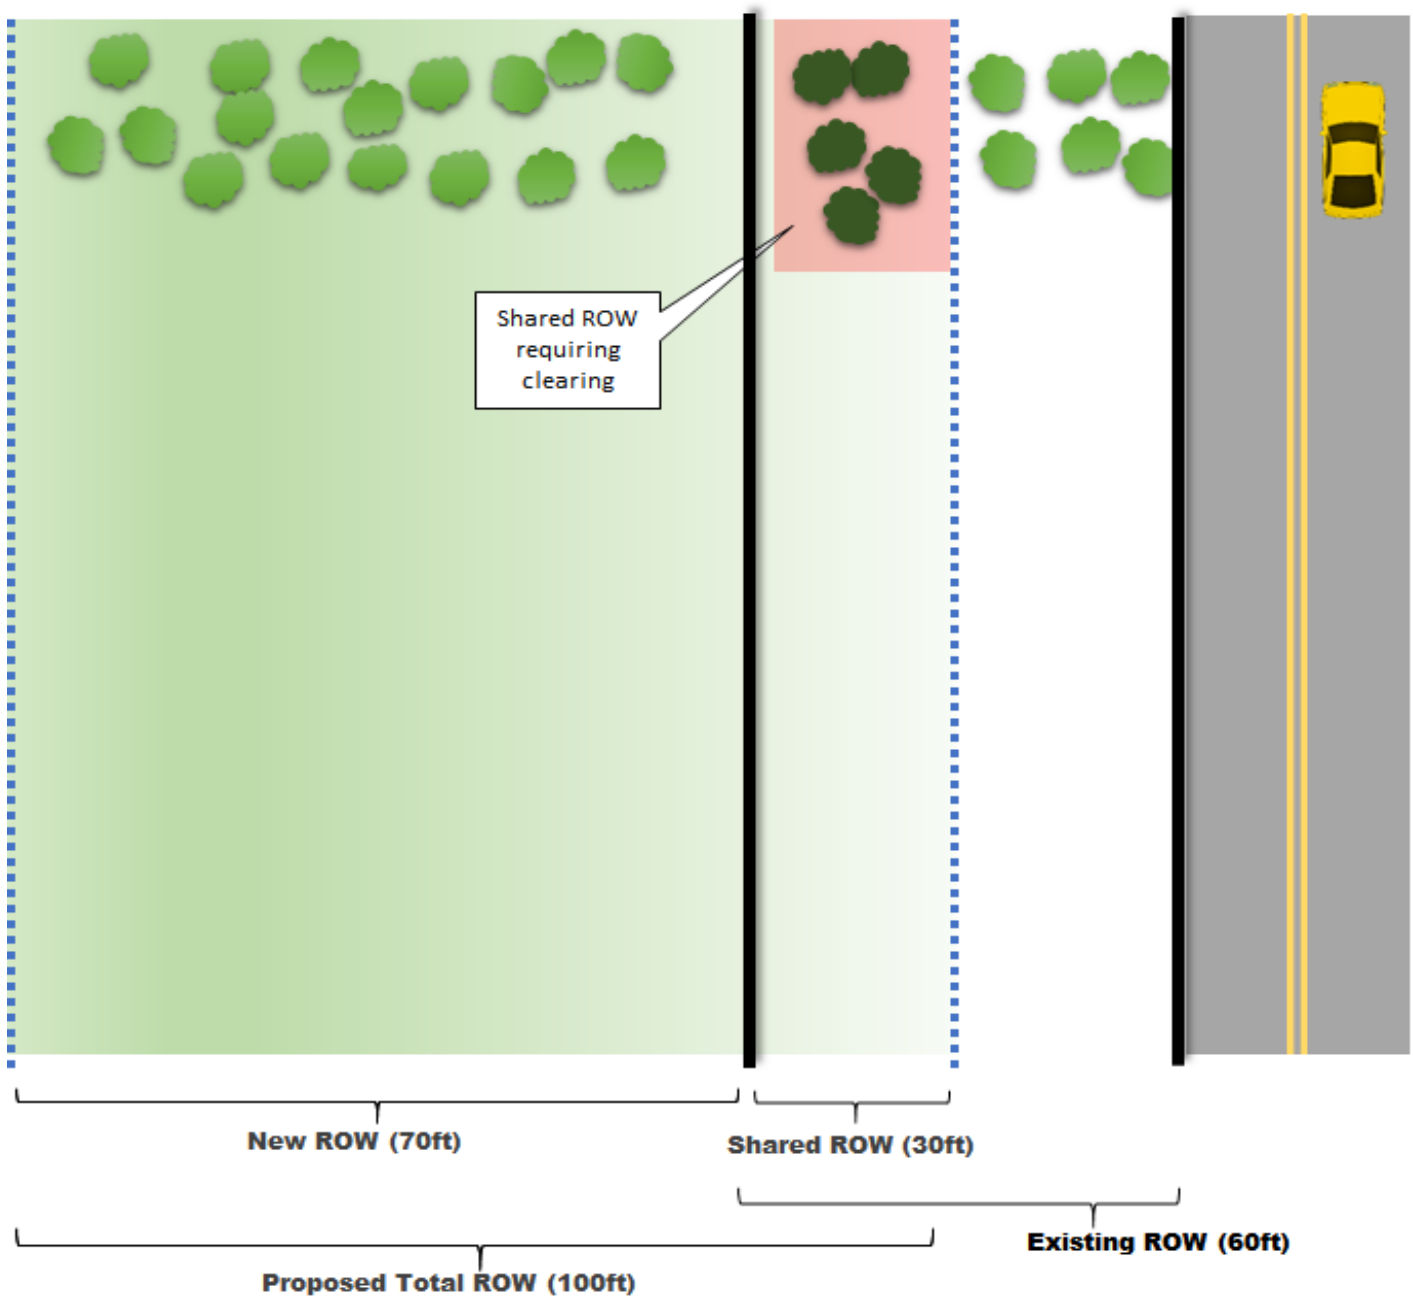 Shared ROW
requiring
clearing
New ROW (70ft)
Shared ROW (30ft)
Existing ROW (60ft)
Proposed Total ROW (100ft)